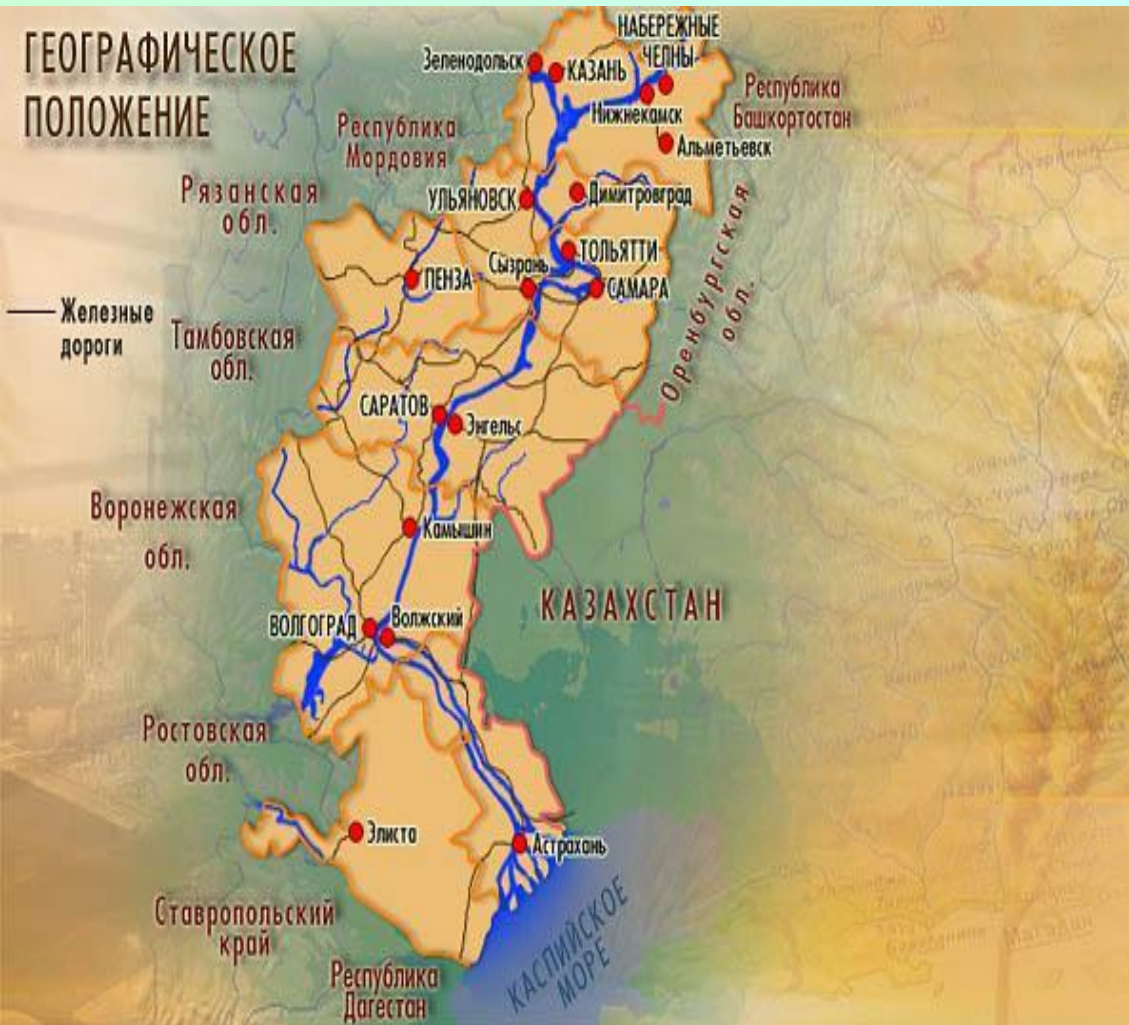 ГЕОГРАФИЧЕСКОЕ
ПОЛОЖЕНИЕ
НАБЕРЕЖНЫЕ
ЧЕЛНЫ
Зеленодольск
КАЗАНЬ
Нижнекамск
Республика
Башкортостан
Республика
Мордовия
Альметьевск
Рязанская
обл.
УЛЬЯНОВСК
Димитровград
Оренбургская
обл.
ТОЛЬЯТТИ
Сызрань
ПЕНЗА
САМАРА
Железные
дороги
Тамбовская
обл.
САРАТОВ
Энгельс
Воронежская
обл.
Камышин
КАЗАХСТАН
ВОЛГОГРАД
Волжский
Ростовская
обл.
Элиста
Астрахань
Ставропольский
край
КАСПИЙСКОЕ
МОРЕ
Республика
Дагестан
Магадан